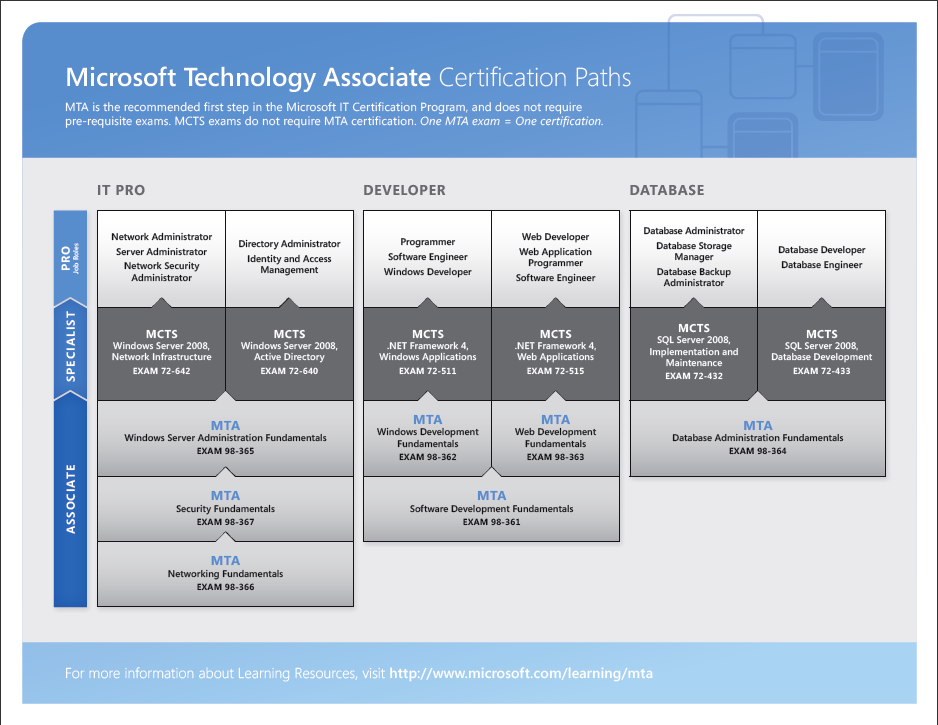 Microsoft Technology Associate Certification Paths
MTA is the recommended first step in the Microsoft IT Certification Program, and does not require
pre-requisite exams. MCTS exams do not require MTA certification. One MTA exam = One certification.
IT PRO
DEVELOPER
DATABASE
PRO
Job Roles
Network Administrator
Server Administrator
Network Security
Administrator
Directory Administrator
Identity and Access
Management
Programmer
Software Engineer
Windows Developer
Web Developer
Web Application
Programmer
Software Engineer
Database Administrator
Database Storage
Manager
Database Backup
Administrator
Database Developer
Database Engineer
SPECIALIST
MCTS
Windows Server 2008,
Network Infrastructure
EXAM 72-642
MCTS
Windows Server 2008,
Active Directory
EXAM 72-640
MCTS
.NET Framework 4,
Windows Applications
EXAM 72-511
MCTS
.NET Framework 4,
Web Applications
EXAM 72-515
MCTS
SQL Server 2008,
Implementation and
Maintenance
EXAM 72-432
MCTS
SQL Server 2008,
Database Development
EXAM 72-433
ASSOCIATE
MTA
Windows Server Administration Fundamentals
EXAM 98-365
MTA
Windows Development
Fundamentals
EXAM 98-362
MTA
Web Development
Fundamentals
EXAM 98-363
MTA
Database Administration Fundamentals
EXAM 98-364
MTA
Security Fundamentals
EXAM 98-367
MTA
Software Development Fundamentals
EXAM 98-361
MTA
Networking Fundamentals
EXAM 98-366
For more information about Learning Resources, visit http://www.microsoft.com/learning/mta